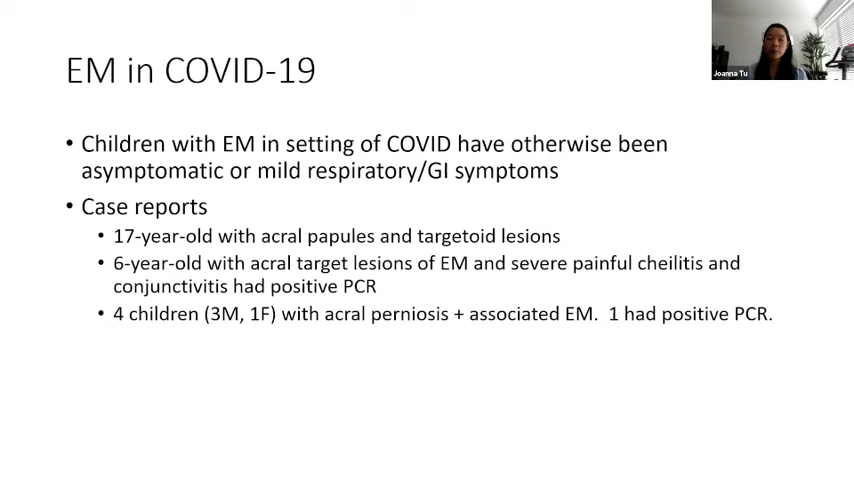 Joanna Tu
EM in COVID-19
• Children with EM in setting of COVID have otherwise been
asymptomatic or mild respiratory/GI symptoms
• Case reports
• 17-year-old with acral papules and targetoid lesions
• 6-year-old with acral target lesions of EM and severe painful cheilitis and
conjunctivitis had positive PCR
• 4 children (3M, 1F) with acral perniosis + associated EM.  1 had positive PCR.